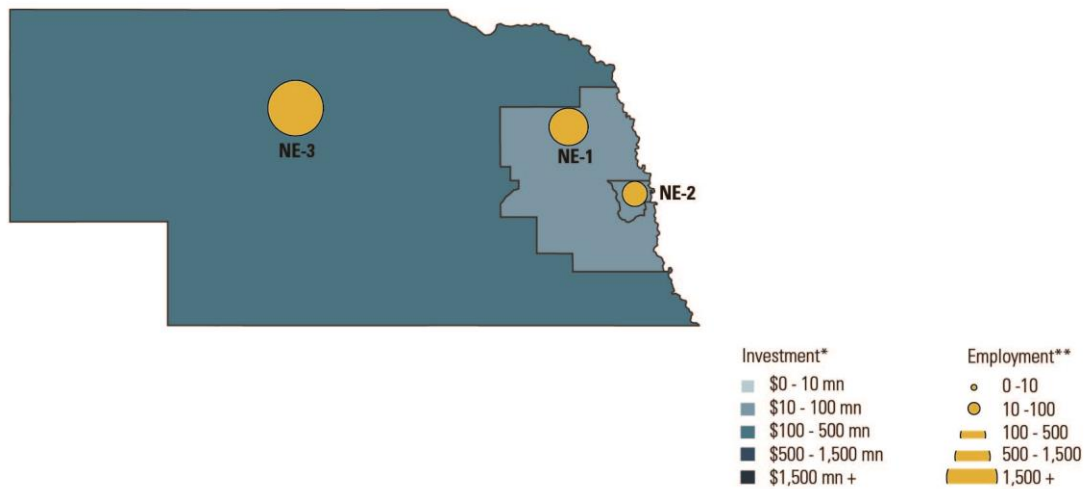 NE-3
NE-1
NE-2
Investment*
$0 - 10 mn
$10 - 100 mn
$100 - 500 mn
$500 - 1,500 mn
$1,500 mn +
Employment**
0 -10
10 -100
100 - 500
500 - 1,500
1,500 +